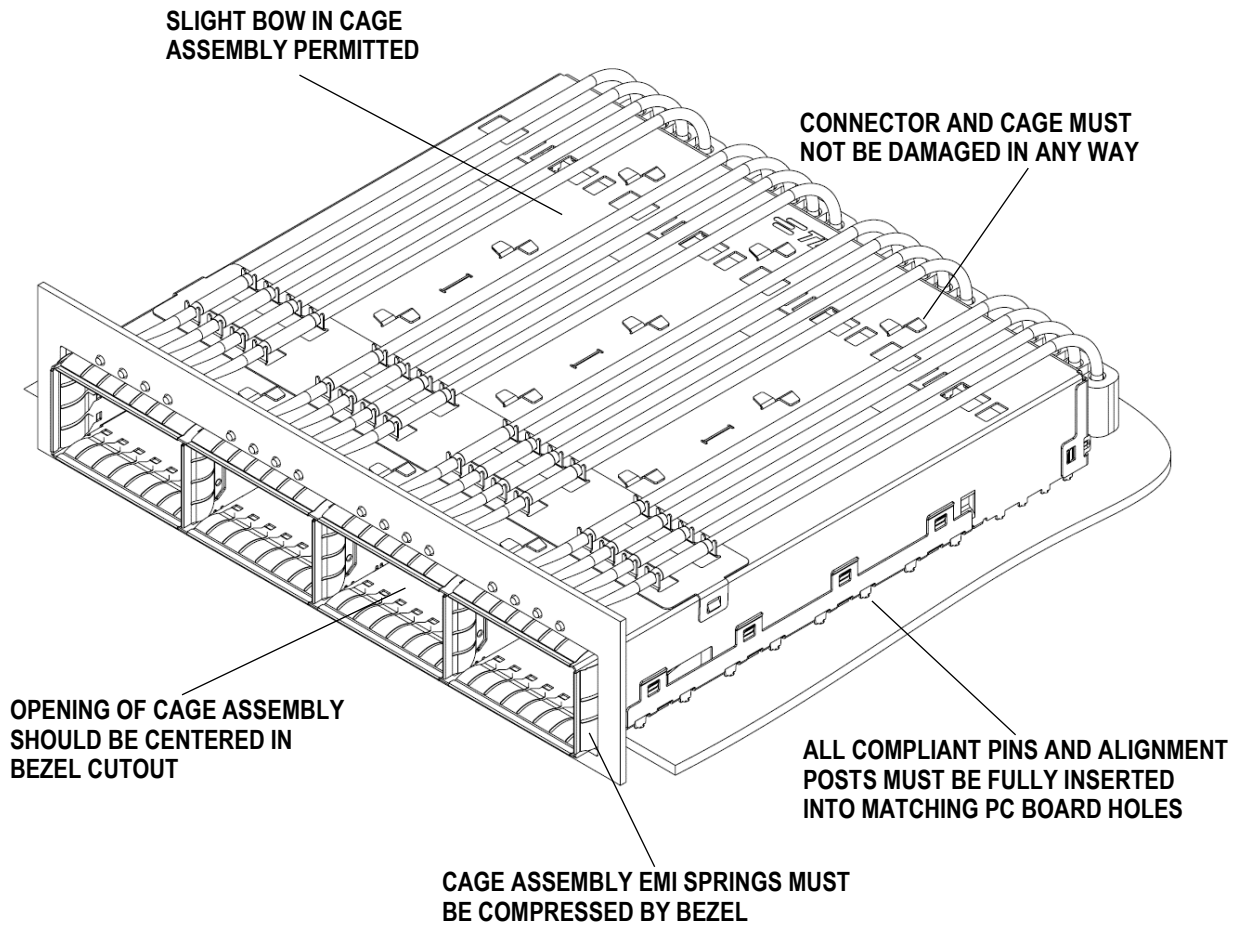 SLIGHT BOW IN CAGE
ASSEMBLY PERMITTED
CONNECTOR AND CAGE MUST
NOT BE DAMAGED IN ANY WAY
OPENING OF CAGE ASSEMBLY
SHOULD BE CENTERED IN
BEZEL CUTOUT
ALL COMPLIANT PINS AND ALIGNMENT
POSTS MUST BE FULLY INSERTED
INTO MATCHING PC BOARD HOLES
CAGE ASSEMBLY EMI SPRINGS MUST
BE COMPRESSED BY BEZEL